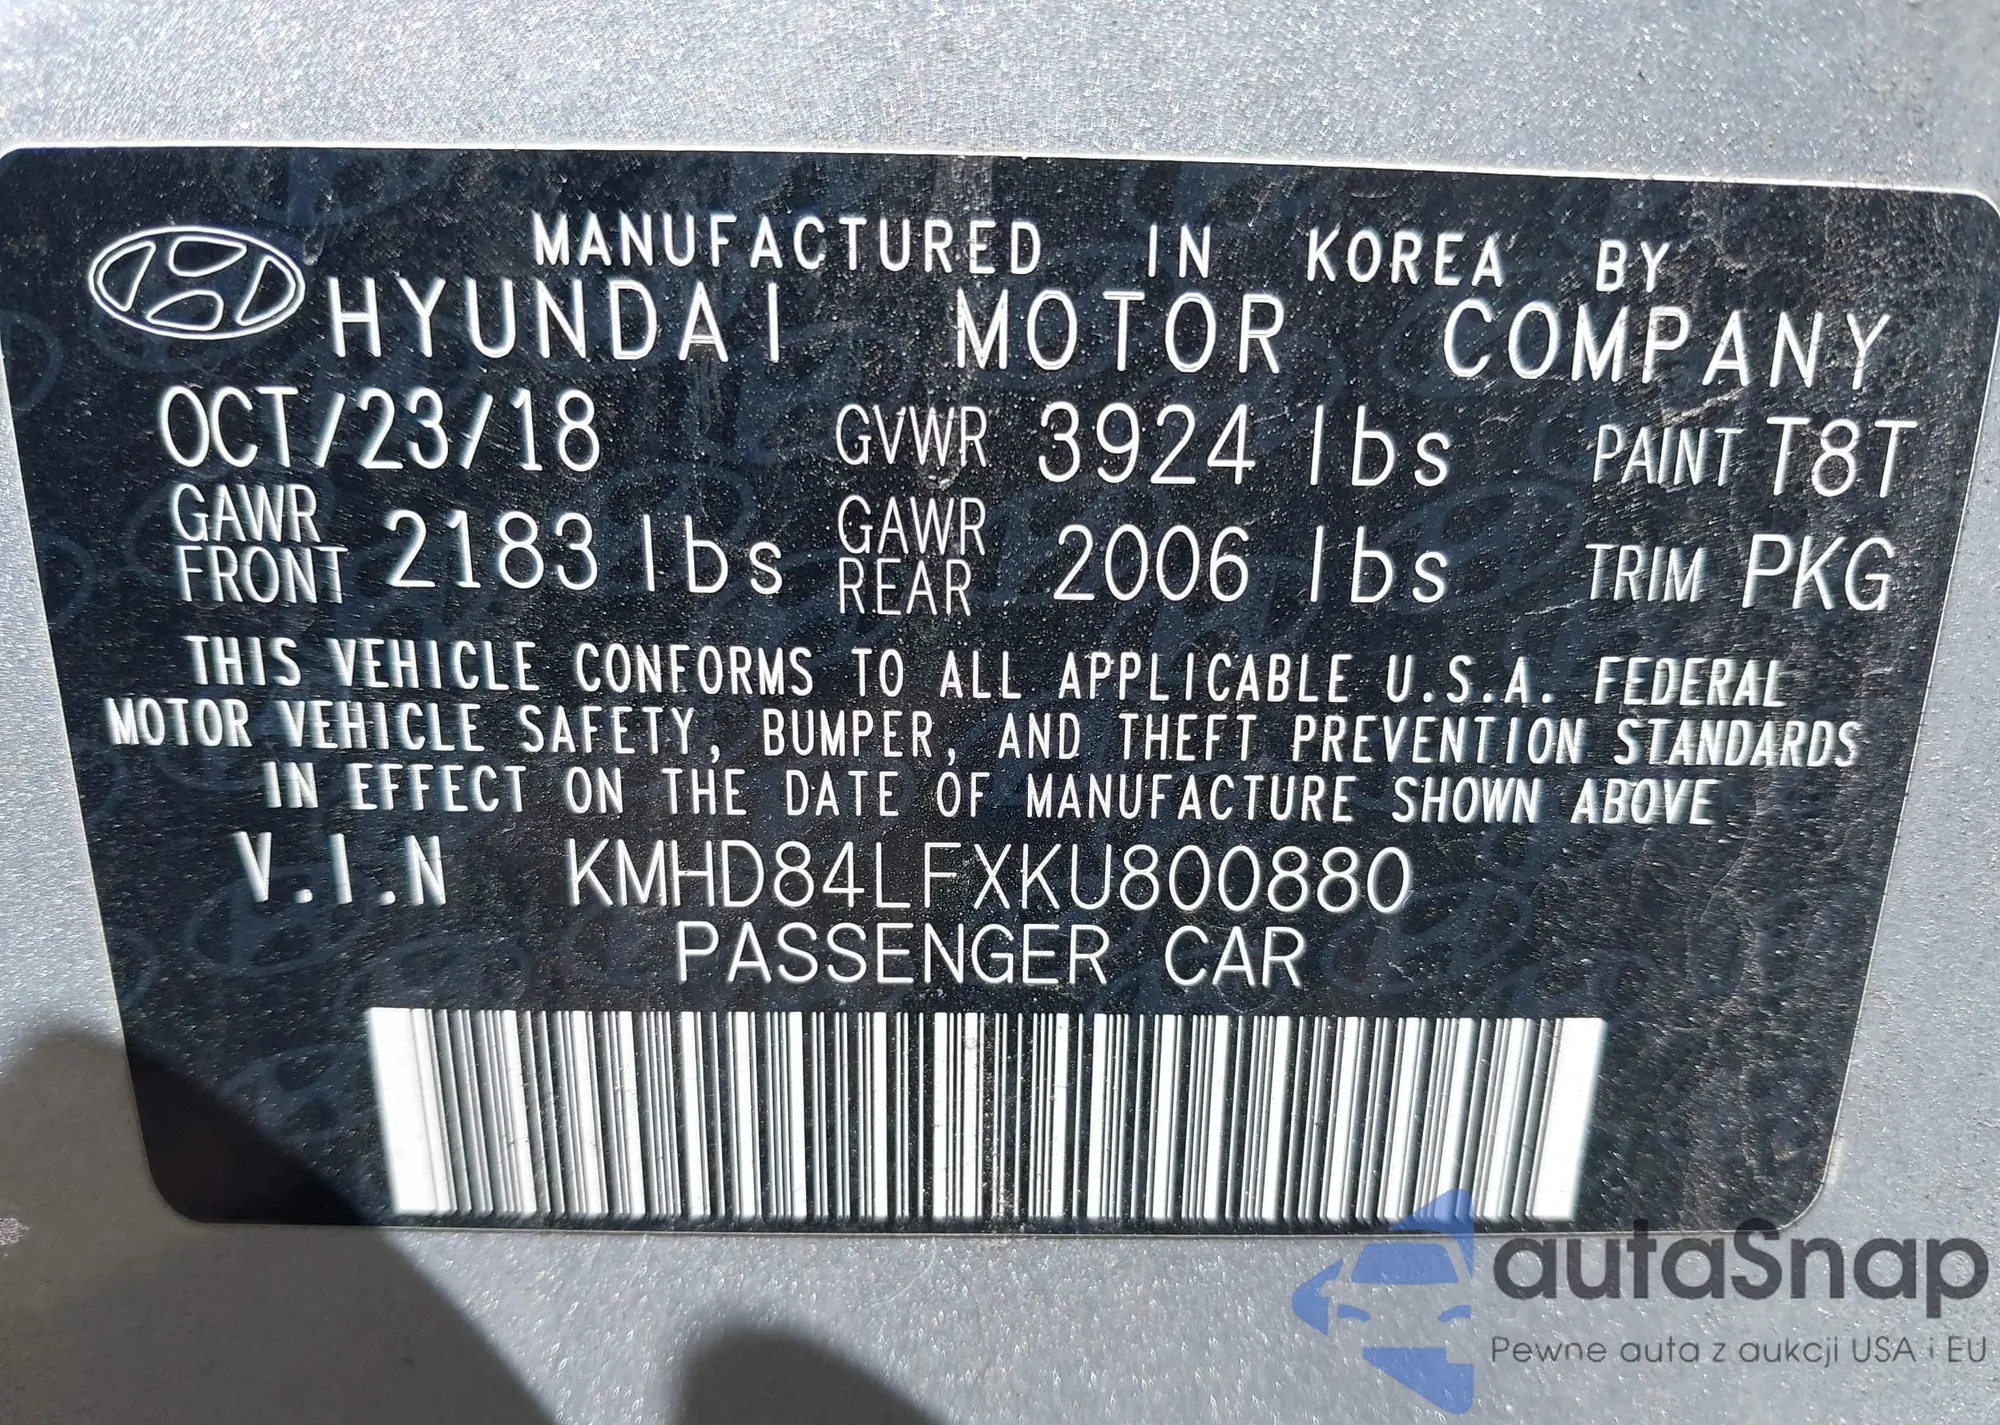 MANUFACTURED IN KOREA BY
HYUNDAI MOTOR COMPANY
OCT/23/18 GVWR 3924 lbs PAINT T8T
GAWR FRONT 2183 lbs GAWR REAR 2006 lbs TRIM PKG
THIS VEHICLE CONFORMS TO ALL APPLICABLE U.S.A. FEDERAL
MOTOR VEHICLE SAFETY, BUMPER, AND THEFT PREVENTION STANDARDS
IN EFFECT ON THE DATE OF MANUFACTURE SHOWN ABOVE
V.I.N KMHD84LFXKU800880
PASSENGER CAR
autaSnap
Pewne auta z aukcji USA i EU